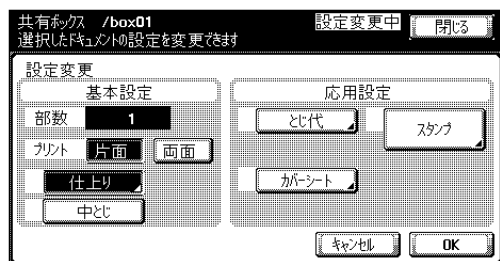 共有ボックス /box01 設定変更中 閉じる
選択したドキュメントの設定を変更できます
設定変更
基本設定 応用設定
部数 1 とじ代 スタンプ
プリント 片面 両面
仕上り カバーシート
中とじ
キャンセル OK